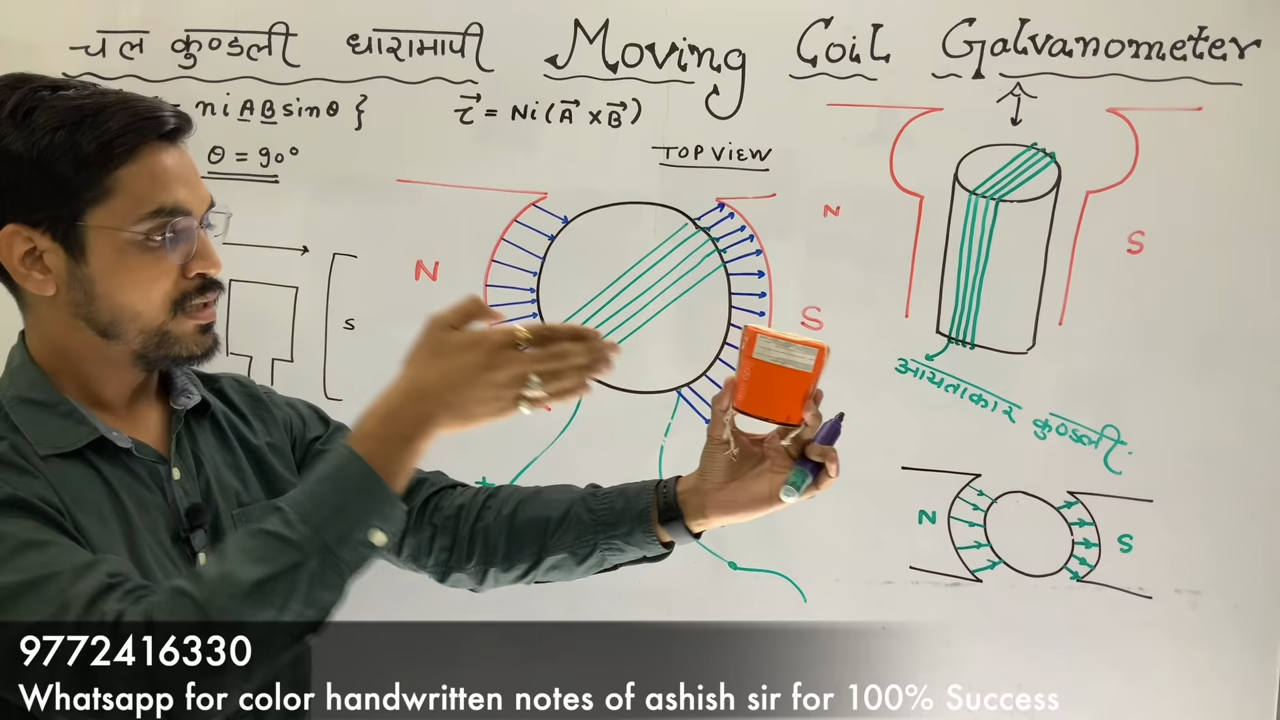 चल कुण्डली धारामापी Moving Coil Galvanometer
= niABsinθ }
τ⃗ = Ni(A⃗ × B⃗)
θ = 90°
TOP VIEW
N
S
N
S
N
S
S
आयताकार कुण्डली
N
S
9772416330
Whatsapp for color handwritten notes of ashish sir for 100% Success